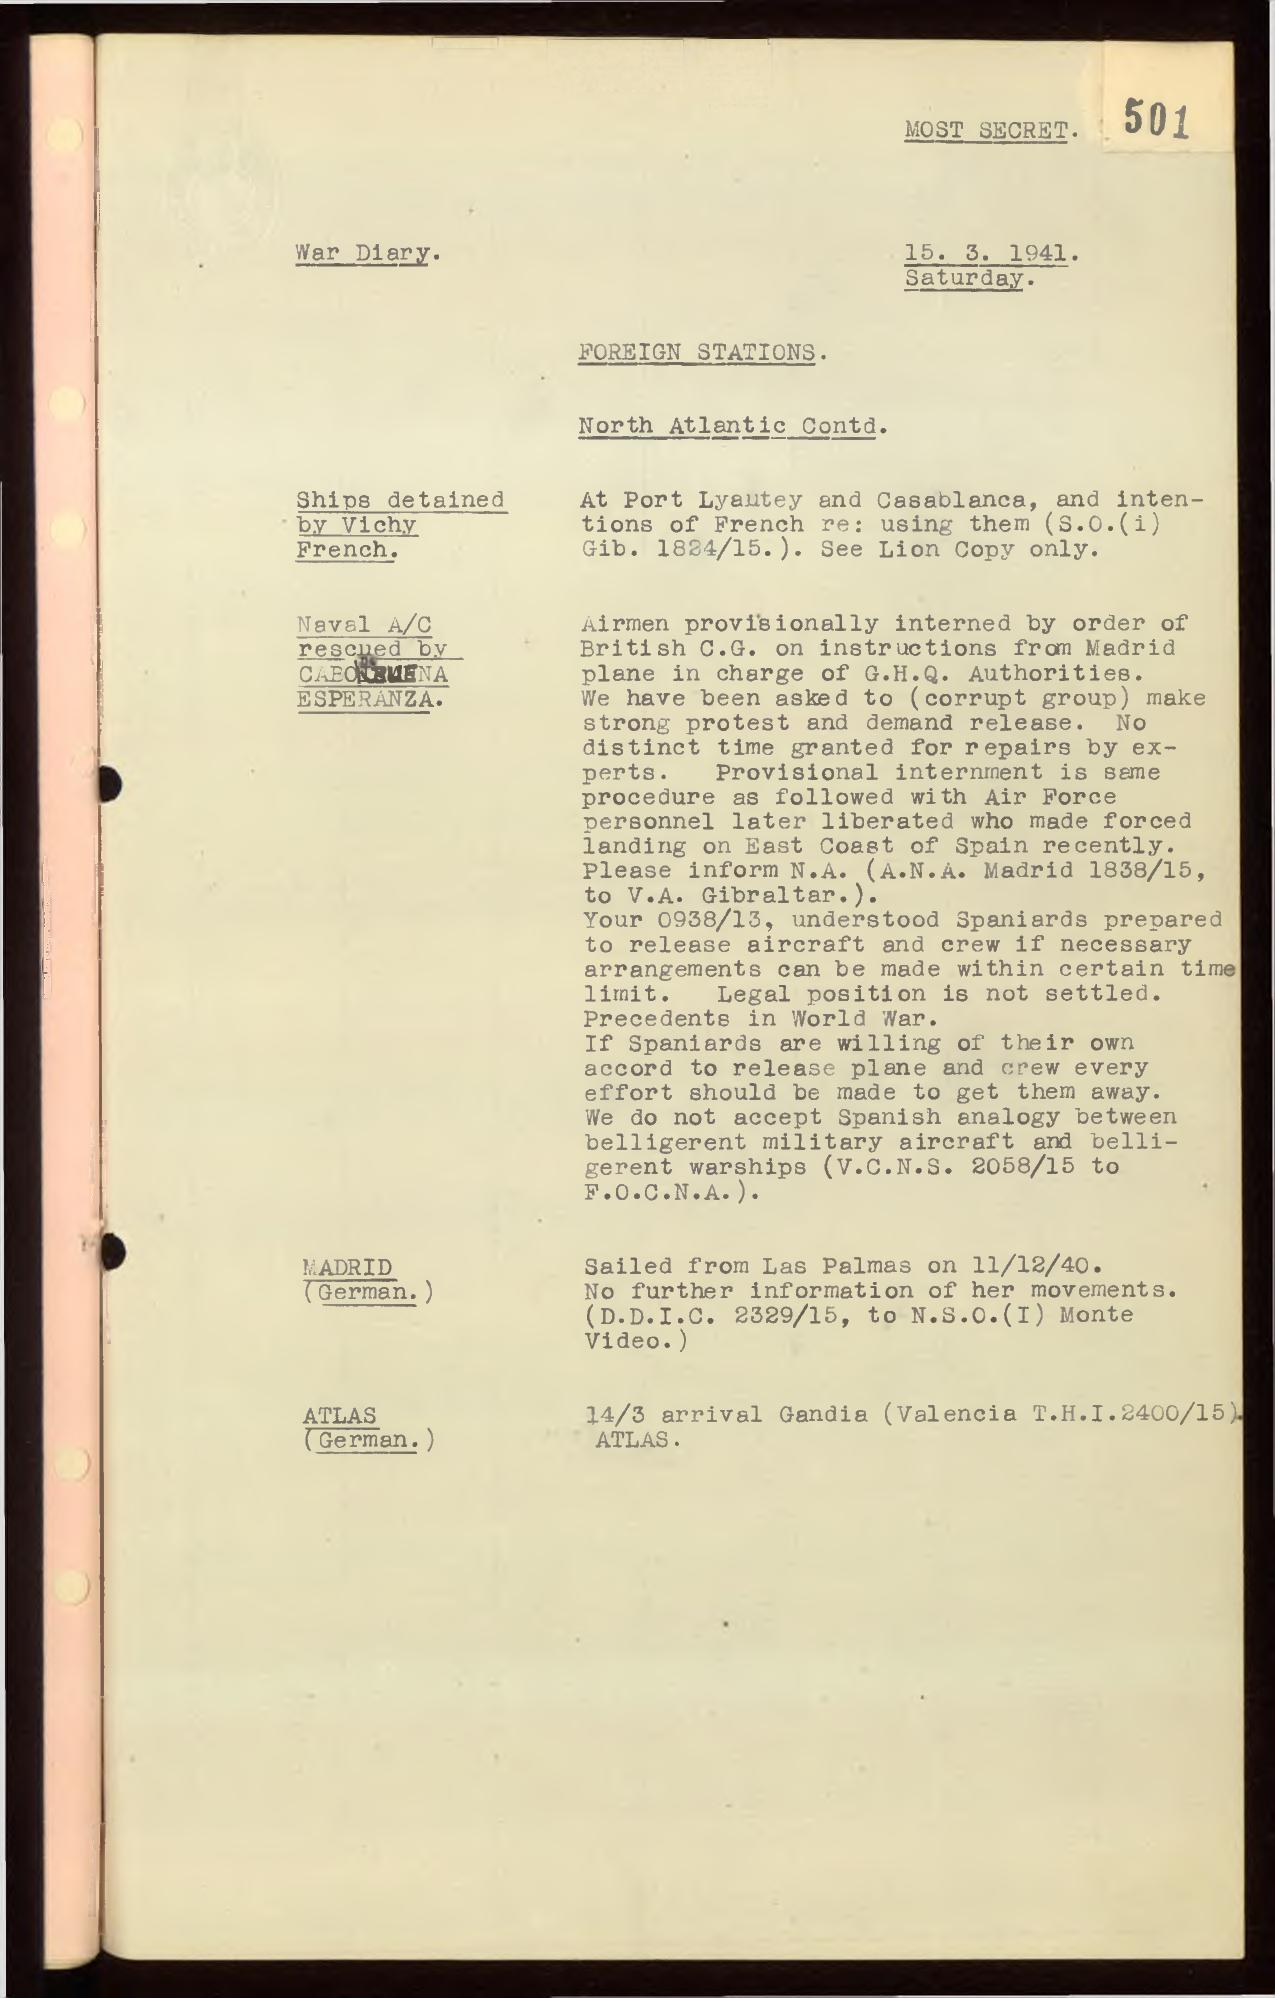 MOST SECRET.
501
War Diary.
15. 3. 1941.
Saturday.
FOREIGN STATIONS.
North Atlantic Contd.
Ships detained
by Vichy
French.
At Port Lyautey and Casablanca, and inten-
tions of French re: using them (S.O.(i)
Gib. 1824/15.). See Lion Copy only.
Naval A/C
rescued by
CABO BUENA
ESPERANZA.
Airmen provisionally interned by order of
British C.G. on instructions from Madrid
plane in charge of G.H.Q. Authorities.
We have been asked to (corrupt group) make
strong protest and demand release. No
distinct time granted for repairs by ex-
perts. Provisional internment is same
procedure as followed with Air Force
personnel later liberated who made forced
landing on East Coast of Spain recently.
Please inform N.A. (A.N.A. Madrid 1838/15,
to V.A. Gibraltar.).
Your 0938/13, understood Spaniards prepared
to release aircraft and crew if necessary
arrangements can be made within certain time
limit. Legal position is not settled.
Precedents in World War.
If Spaniards are willing of their own
accord to release plane and crew every
effort should be made to get them away.
We do not accept Spanish analogy between
belligerent military aircraft and belli-
gerent warships (V.C.N.S. 2058/15 to
F.O.C.N.A.).
MADRID
(German.)
Sailed from Las Palmas on 11/12/40.
No further information of her movements.
(D.D.I.C. 2329/15, to N.S.O.(I) Monte
Video.)
ATLAS
(German.)
14/3 arrival Gandia (Valencia T.H.I.2400/15).
ATLAS.